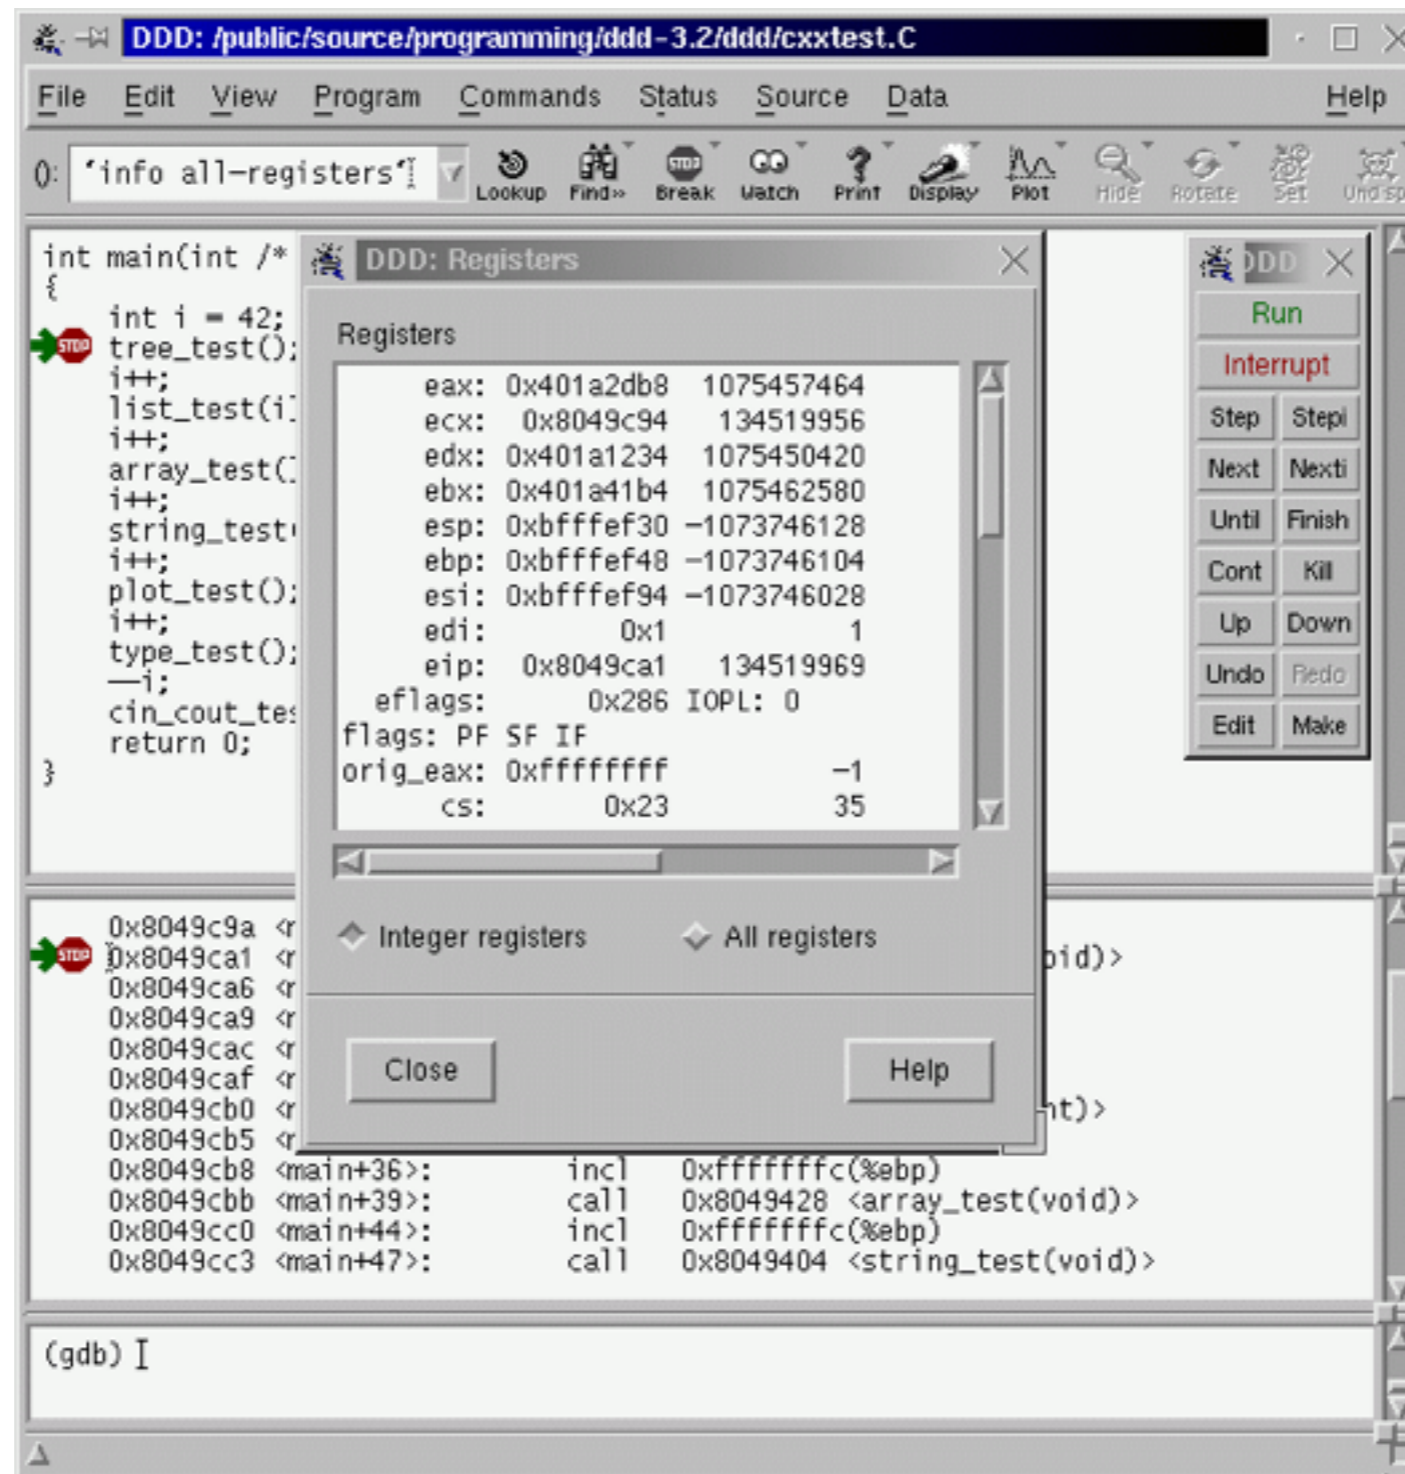 DDD: /public/source/programming/ddd-3.2/ddd/cxxtest.C
File Edit View Program Commands Status Source Data Help
(): ‘info all-registers‘
Lookup Find» Break Watch Print Display Plot Hide Rotate Set Undisp
int main(int /*
{
int i = 42;
STOP tree_test();
i++;
list_test(i)
i++;
array_test()
i++;
string_test(
i++;
plot_test();
i++;
type_test();
--i;
cin_cout_tes
return 0;
}
DDD: Registers
Registers
eax: 0x401a2db8 1075457464
ecx: 0x8049c94 134519956
edx: 0x401a1234 1075450420
ebx: 0x401a41b4 1075462580
esp: 0xbfffef30 -1073746128
ebp: 0xbfffef48 -1073746104
esi: 0xbfffef94 -1073746028
edi: 0x1 1
eip: 0x8049ca1 134519969
eflags: 0x286 IOPL: 0
flags: PF SF IF
orig_eax: 0xffffffff -1
cs: 0x23 35
Integer registers All registers
Close Help
DDD
Run
Interrupt
Step Stepi
Next Nexti
Until Finish
Cont Kill
Up Down
Undo Redo
Edit Make
0x8049c9a <
STOP 0x8049ca1 < oid)>
0x8049ca6 <
0x8049ca9 <
0x8049cac <
0x8049caf <
0x8049cb0 < nt)>
0x8049cb5 <
0x8049cb8 <main+36>: incl 0xfffffffc(%ebp)
0x8049cbb <main+39>: call 0x8049428 <array_test(void)>
0x8049cc0 <main+44>: incl 0xfffffffc(%ebp)
0x8049cc3 <main+47>: call 0x8049404 <string_test(void)>
(gdb)